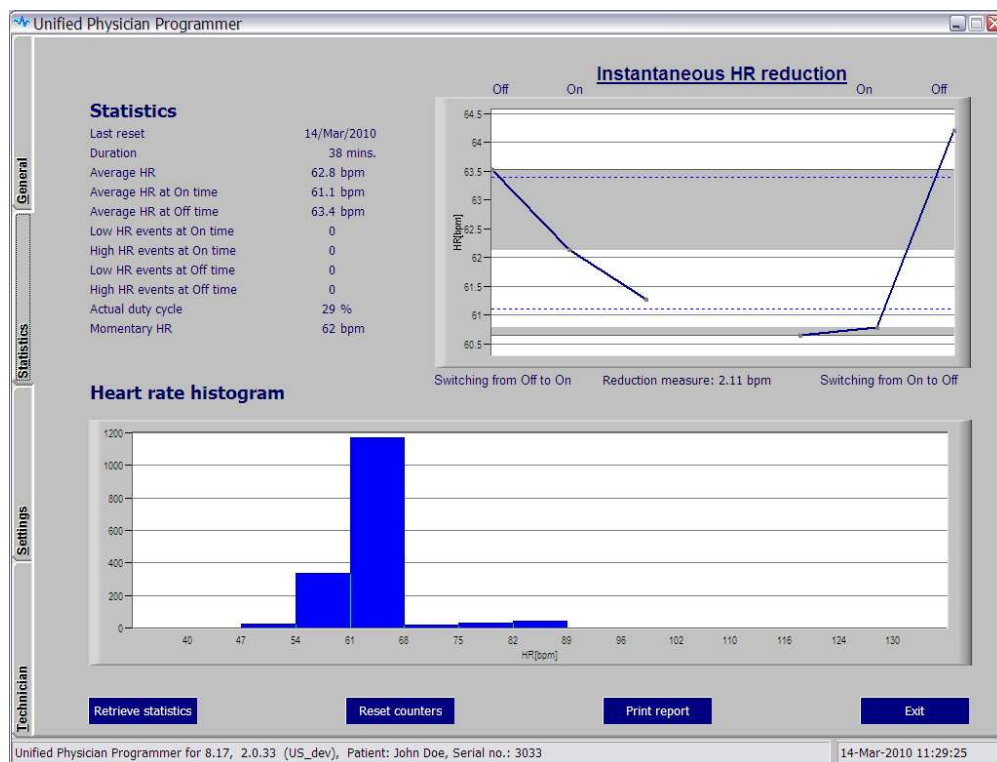 Unified Physician Programmer
General
Statistics
Settings
Technician
Statistics
Last reset 14/Mar/2010
Duration 38 mins.
Average HR 62.8 bpm
Average HR at On time 61.1 bpm
Average HR at Off time 63.4 bpm
Low HR events at On time 0
High HR events at On time 0
Low HR events at Off time 0
High HR events at Off time 0
Actual duty cycle 29 %
Momentary HR 62 bpm
Instantaneous HR reduction
Off On On Off
64.5
64
63.5
63
62.5
62
61.5
61
60.5
HR[bpm]
Switching from Off to On Reduction measure: 2.11 bpm Switching from On to Off
Heart rate histogram
1200
1000
800
600
400
200
0
40 47 54 61 68 75 82 89 96 102 110 118 124 130
HR[bpm]
Retrieve statistics Reset counters Print report Exit
Unified Physician Programmer for 8.17, 2.0.33 (US_dev), Patient: John Doe, Serial no.: 3033 14-Mar-2010 11:29:25